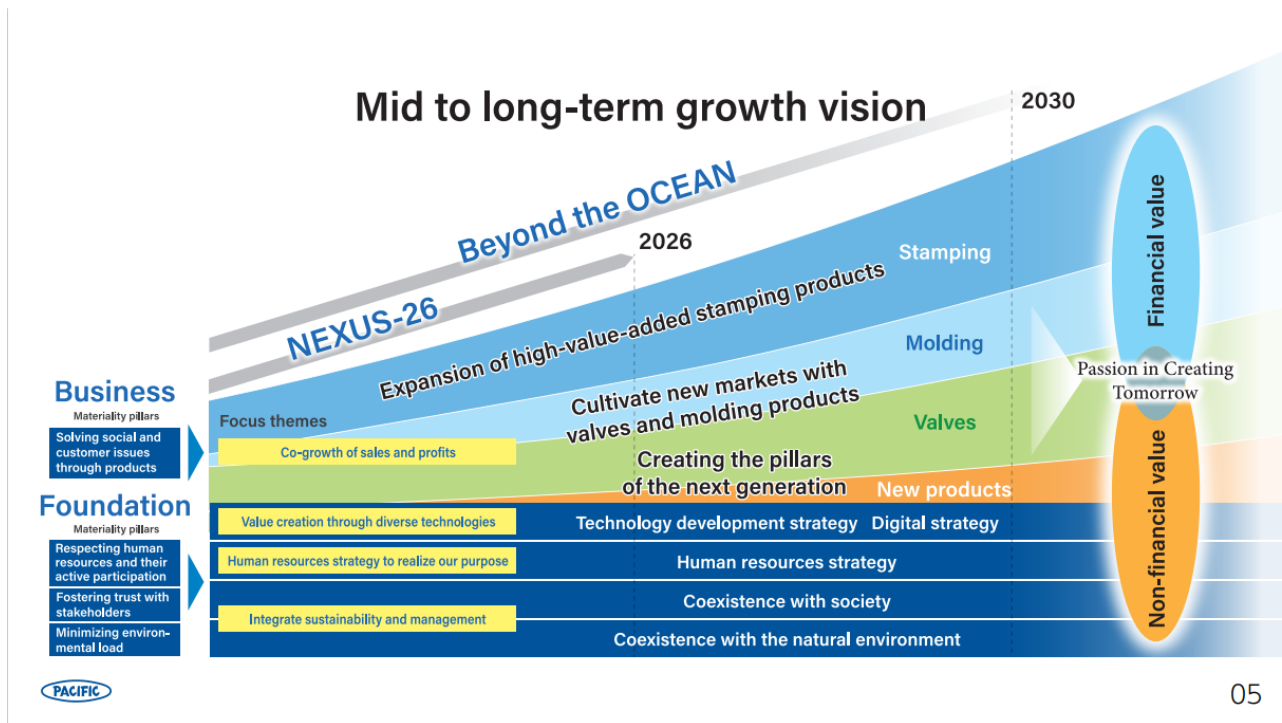 Mid to long-term growth vision
2030
Beyond the OCEAN
2026
NEXUS-26
Stamping
Expansion of high-value-added stamping products
Molding
Cultivate new markets with
valves and molding products
Valves
Creating the pillars
of the next generation
New products
Business
Materiality pillars
Solving social and
customer issues
through products
Focus themes
Co-growth of sales and profits
Foundation
Materiality pillars
Respecting human
resources and their
active participation
Fostering trust with
stakeholders
Minimizing environ-
mental load
Value creation through diverse technologies
Technology development strategy Digital strategy
Human resources strategy to realize our purpose
Human resources strategy
Integrate sustainability and management
Coexistence with society
Coexistence with the natural environment
Financial value
Passion in Creating
Tomorrow
Non-financial value
PACIFIC
05